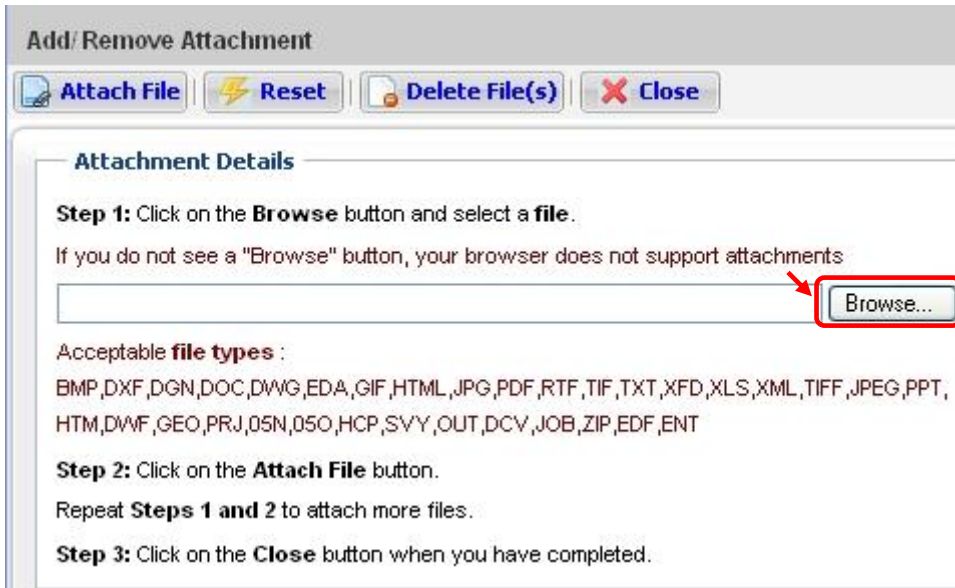 Add/Remove Attachment
Attach File Reset Delete File(s) Close
Attachment Details
Step 1: Click on the Browse button and select a file.
If you do not see a "Browse" button, your browser does not support attachments
Browse...
Acceptable file types :
BMP,DXF,DGN,DOC,DWG,EDA,GIF,HTML,JPG,PDF,RTF,TIF,TXT,XFD,XLS,XML,TIFF,JPEG,PPT,
HTM,DWF,GEO,PRJ,05N,05O,HCP,SVY,OUT,DCV,JOB,ZIP,EDF,ENT
Step 2: Click on the Attach File button.
Repeat Steps 1 and 2 to attach more files.
Step 3: Click on the Close button when you have completed.